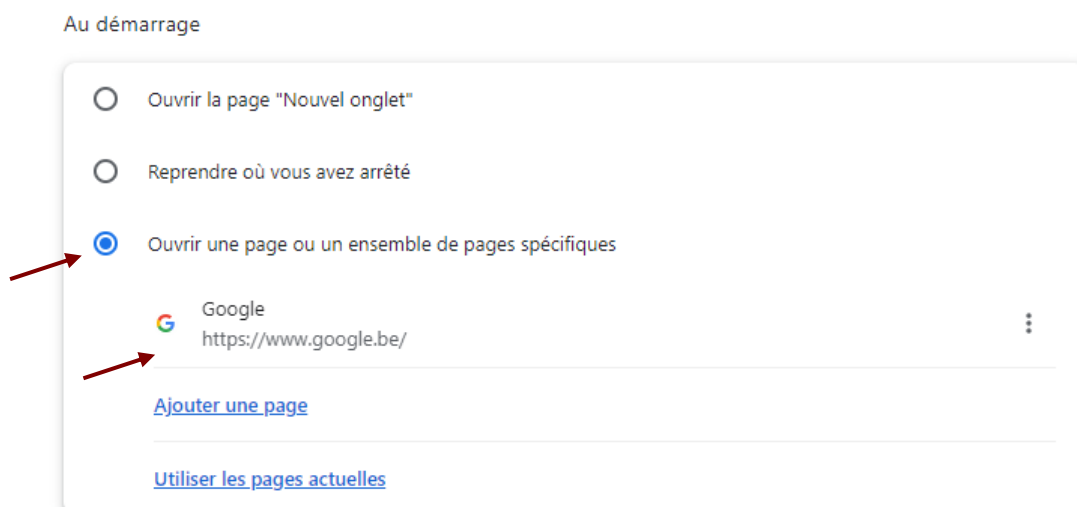 Au démarrage
Ouvrir la page "Nouvel onglet"
Reprendre où vous avez arrêté
Ouvrir une page ou un ensemble de pages spécifiques
Google
https://www.google.be/
Ajouter une page
Utiliser les pages actuelles